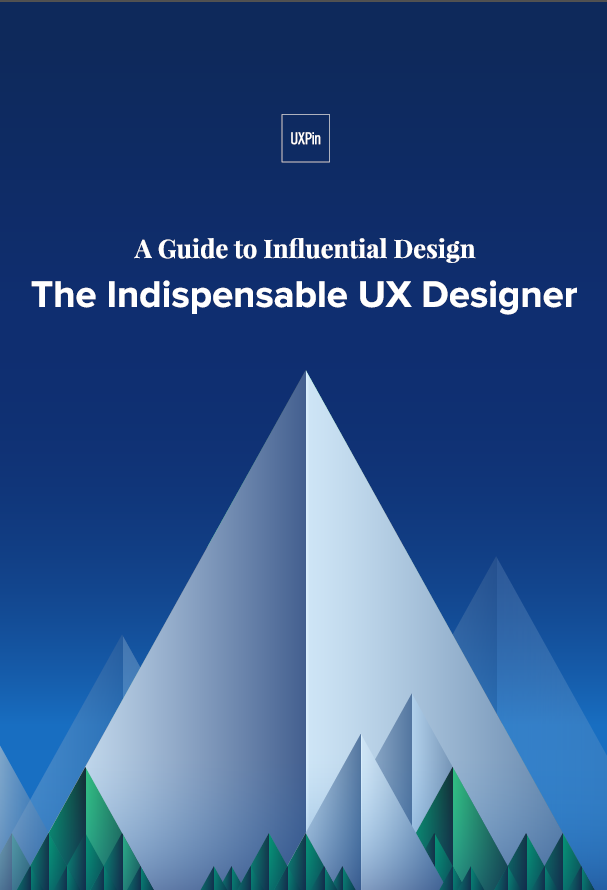 UXPin
A Guide to Influential Design
The Indispensable UX Designer